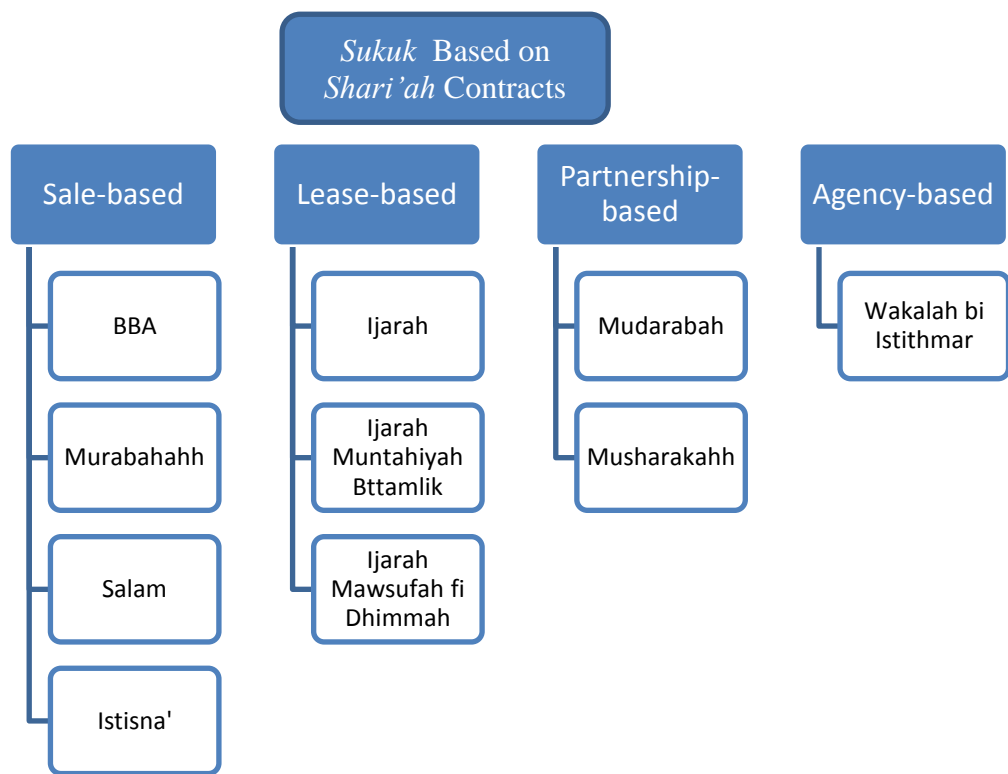 Sukuk Based on
Shari’ah Contracts
Sale-based
BBA
Murabahahh
Salam
Istisna'
Lease-based
Ijarah
Ijarah
Muntahiyah
Bttamlik
Ijarah
Mawsufah fi
Dhimmah
Partnership-
based
Mudarabah
Musharakahh
Agency-based
Wakalah bi
Istithmar